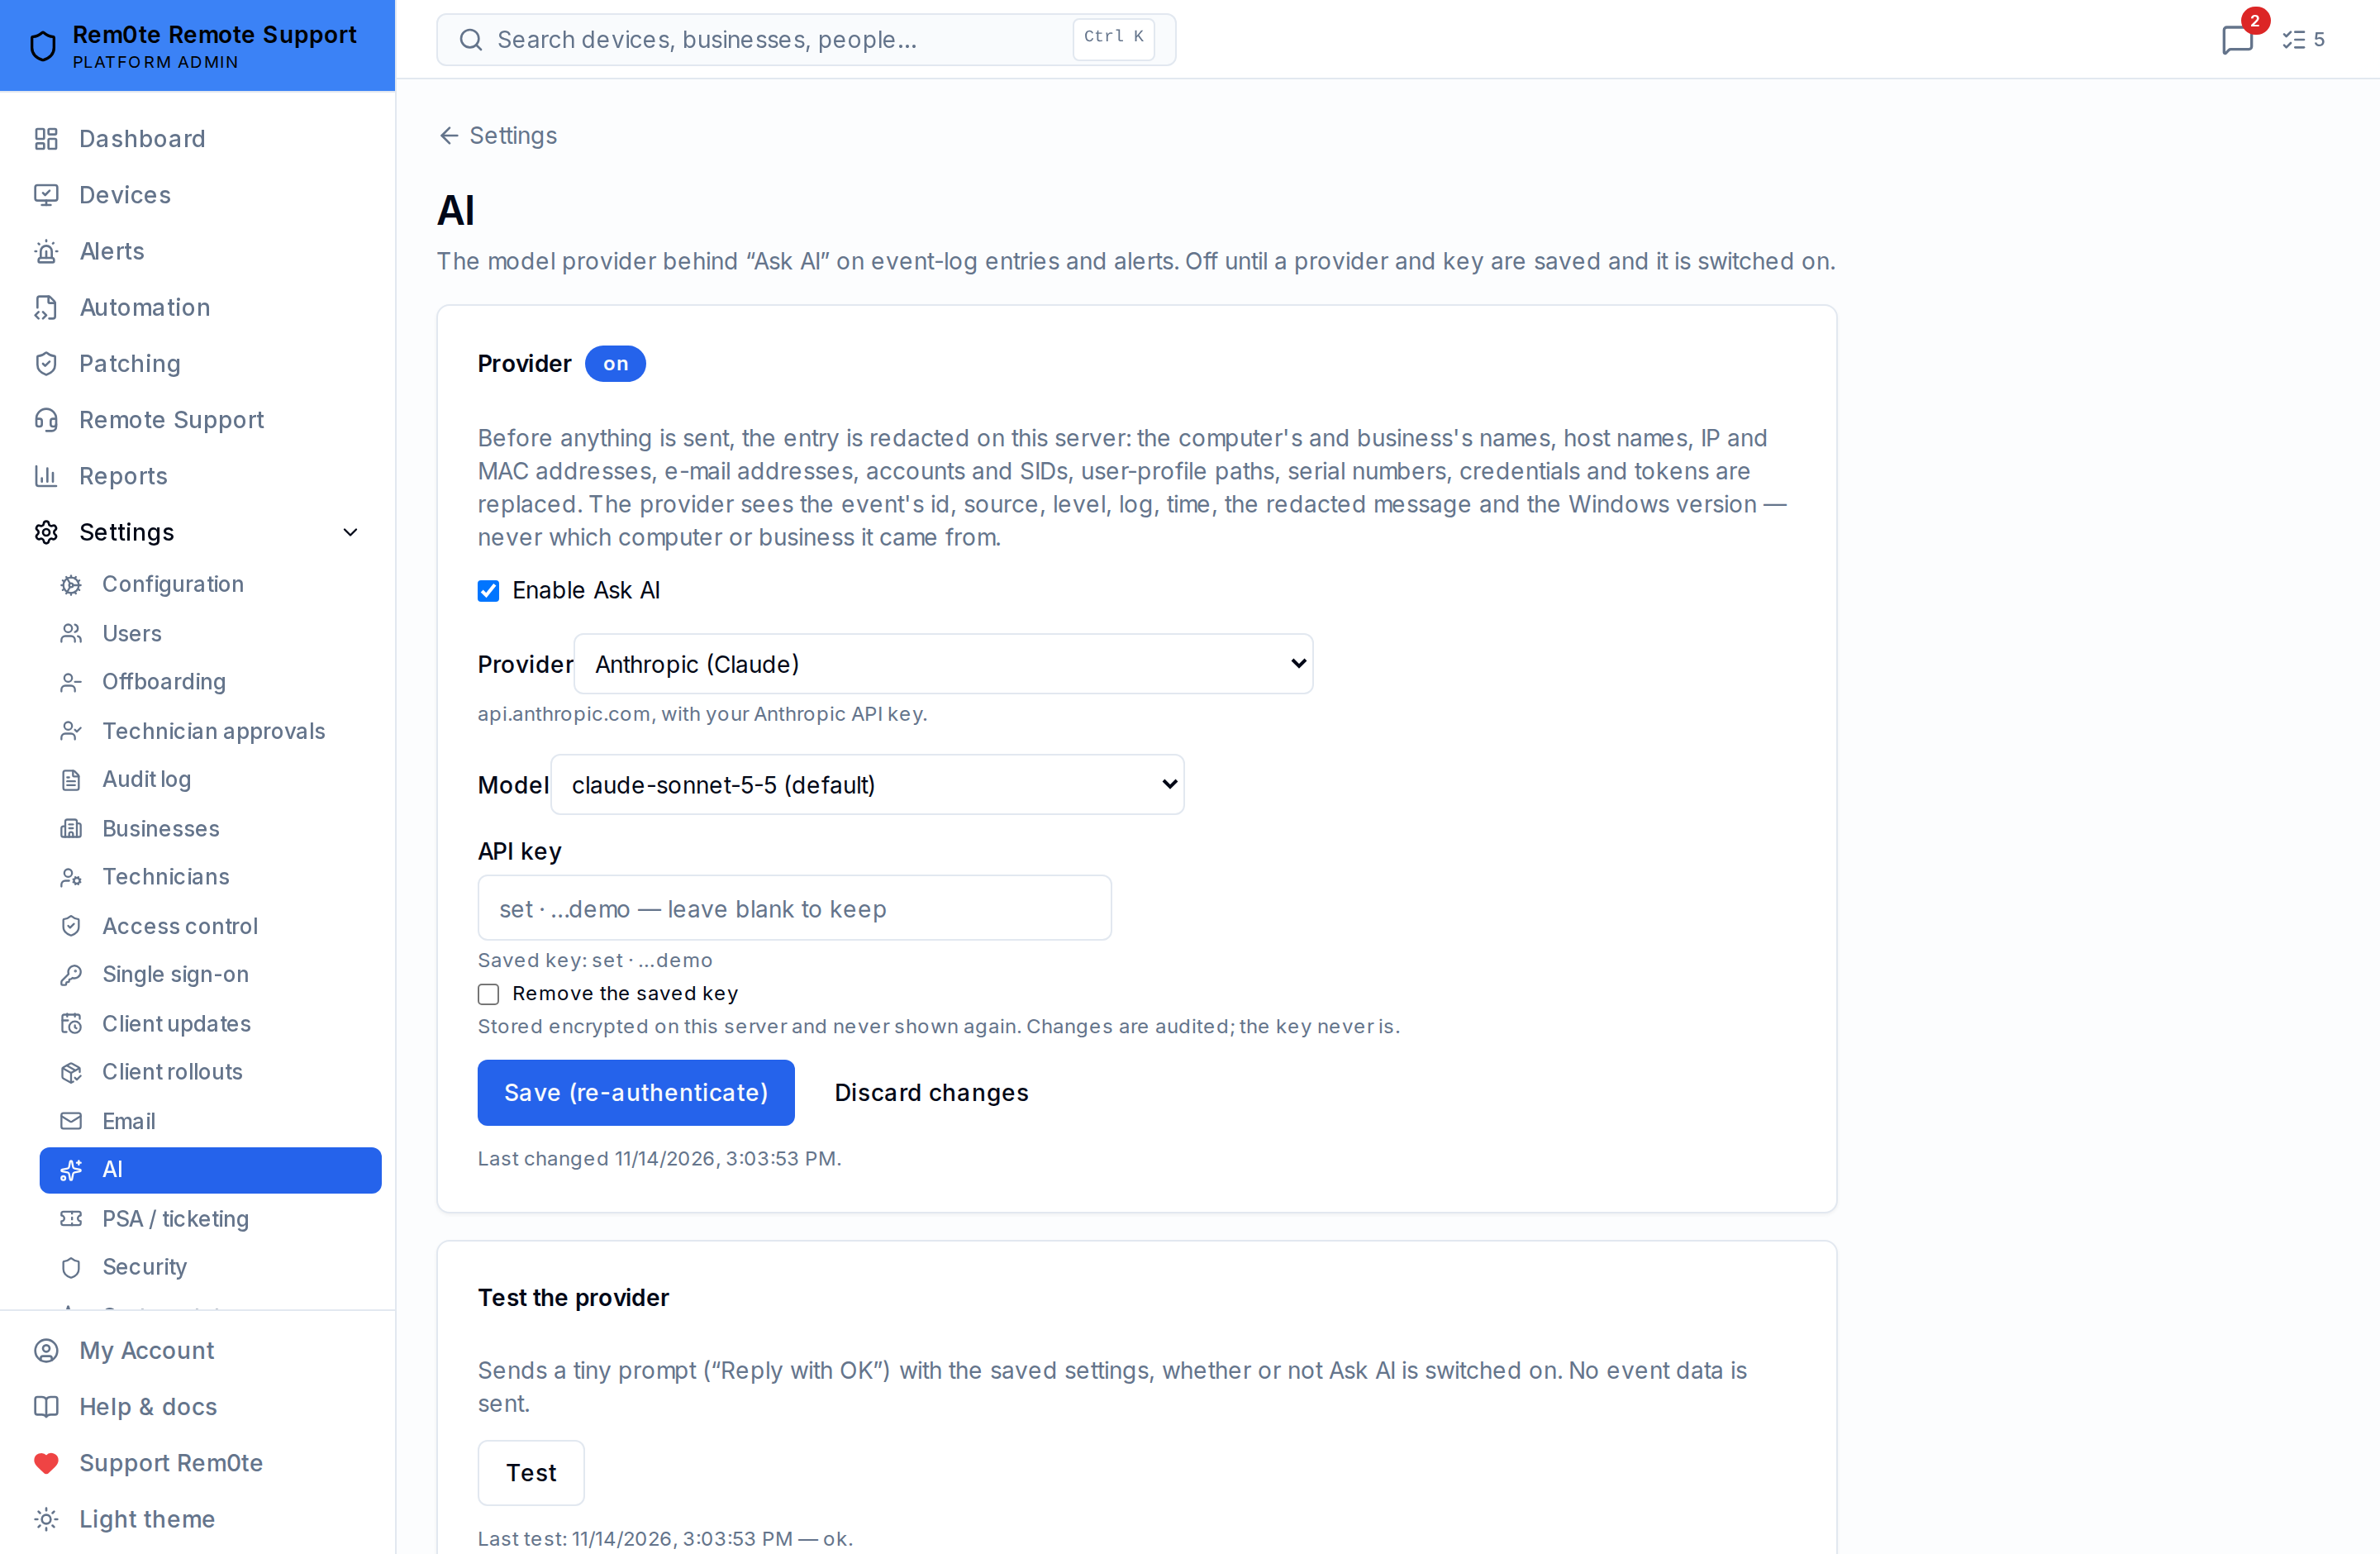 Rem0te Remote Support
PLATFORM ADMIN
Search devices, businesses, people...
Ctrl K
2
5
Dashboard
Devices
Alerts
Automation
Patching
Remote Support
Reports
Settings
Configuration
Users
Offboarding
Technician approvals
Audit log
Businesses
Technicians
Access control
Single sign-on
Client updates
Client rollouts
Email
AI
PSA / ticketing
Security
My Account
Help & docs
Support Rem0te
Light theme
Settings
AI
The model provider behind “Ask AI” on event-log entries and alerts. Off until a provider and key are saved and it is switched on.
Provider on
Before anything is sent, the entry is redacted on this server: the computer's and business's names, host names, IP and
MAC addresses, e-mail addresses, accounts and SIDs, user-profile paths, serial numbers, credentials and tokens are
replaced. The provider sees the event's id, source, level, log, time, the redacted message and the Windows version —
never which computer or business it came from.
Enable Ask AI
Provider Anthropic (Claude)
api.anthropic.com, with your Anthropic API key.
Model claude-sonnet-5-5 (default)
API key
set · …demo — leave blank to keep
Saved key: set · …demo
Remove the saved key
Stored encrypted on this server and never shown again. Changes are audited; the key never is.
Save (re-authenticate) Discard changes
Last changed 11/14/2026, 3:03:53 PM.
Test the provider
Sends a tiny prompt (“Reply with OK”) with the saved settings, whether or not Ask AI is switched on. No event data is
sent.
Test
Last test: 11/14/2026, 3:03:53 PM — ok.